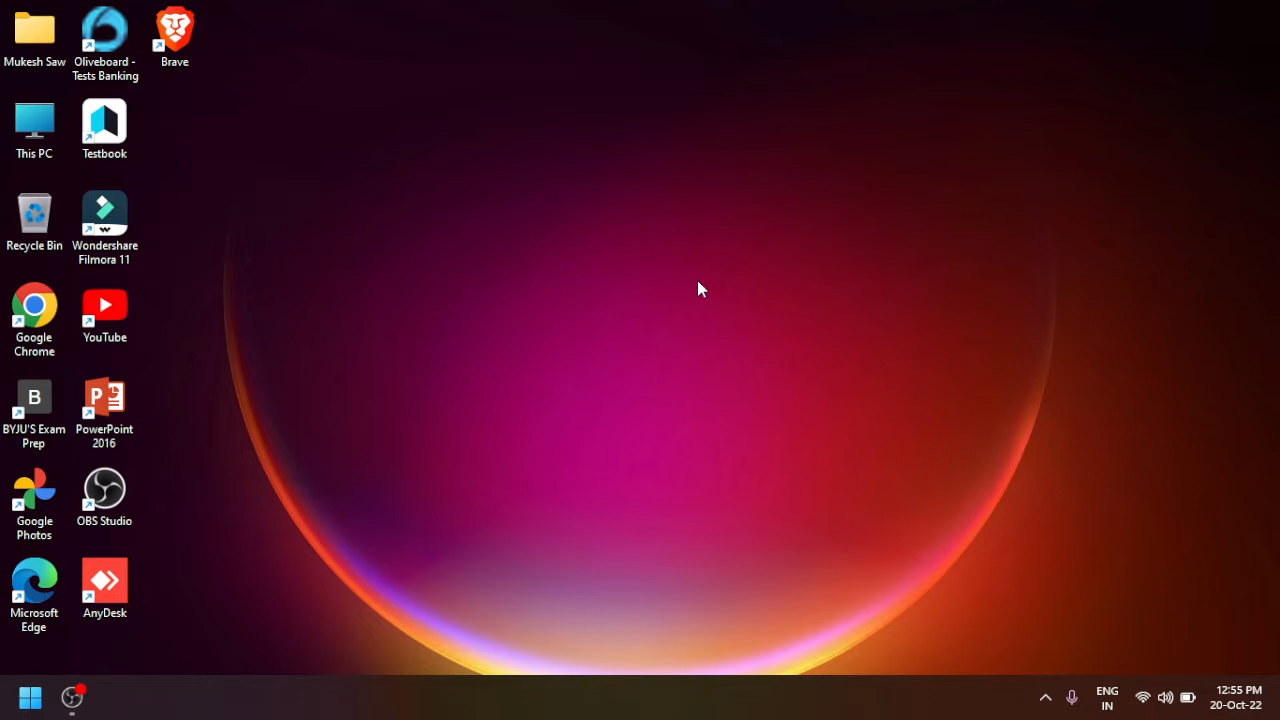 Mukesh Saw
Oliveboard -
Tests Banking
Brave
This PC
Testbook
Recycle Bin
Wondershare
Filmora 11
Google
Chrome
YouTube
B
BYJU'S Exam
Prep
P
PowerPoint
2016
Google
Photos
OBS Studio
Microsoft
Edge
AnyDesk
ENG
IN
12:55 PM
20-Oct-22